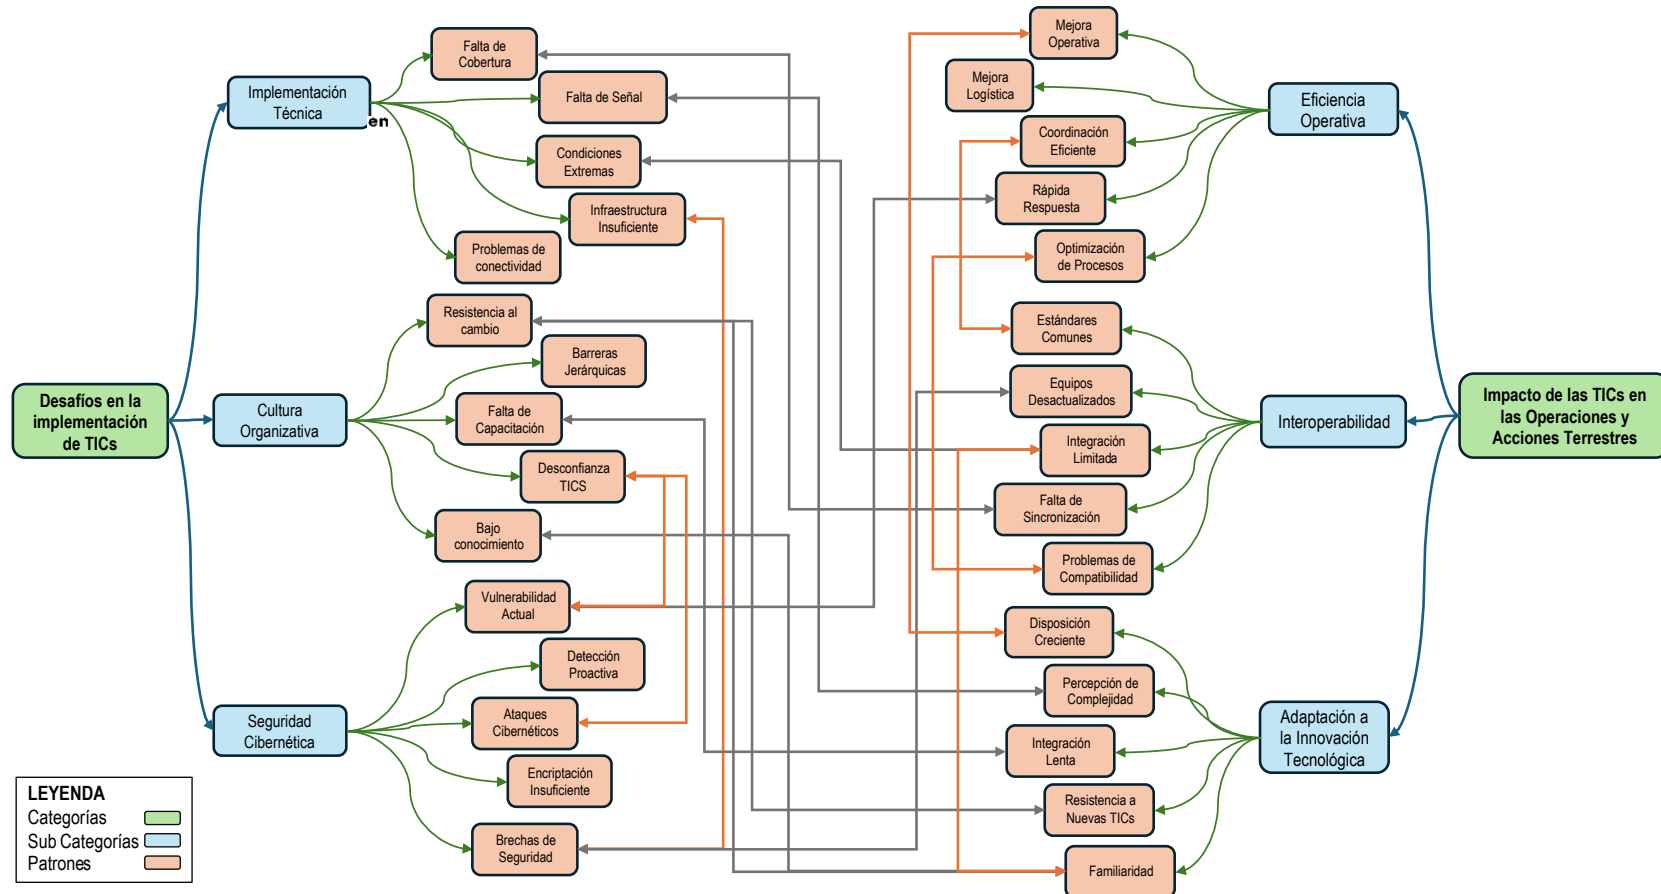 Desafíos en la
implementación
de TICs
Implementación
Técnica
en
Falta de
Cobertura
Falta de Señal
Condiciones
Extremas
Infraestructura
Insuficiente
Problemas de
conectividad
Cultura
Organizativa
Resistencia al
cambio
Barreras
Jerárquicas
Falta de
Capacitación
Desconfianza
TICS
Bajo
conocimiento
Seguridad
Cibernética
Vulnerabilidad
Actual
Detección
Proactiva
Ataques
Cibernéticos
Encriptación
Insuficiente
Brechas de
Seguridad
Mejora
Operativa
Mejora
Logística
Coordinación
Eficiente
Rápida
Respuesta
Optimización
de Procesos
Eficiencia
Operativa
Estándares
Comunes
Equipos
Desactualizados
Integración
Limitada
Falta de
Sincronización
Problemas de
Compatibilidad
Interoperabilidad
Impacto de las TICs en
las Operaciones y
Acciones Terrestres
Disposición
Creciente
Percepción de
Complejidad
Integración
Lenta
Resistencia a
Nuevas TICs
Familiaridad
Adaptación a
la Innovación
Tecnológica
LEYENDA
Categorías
Sub Categorías
Patrones